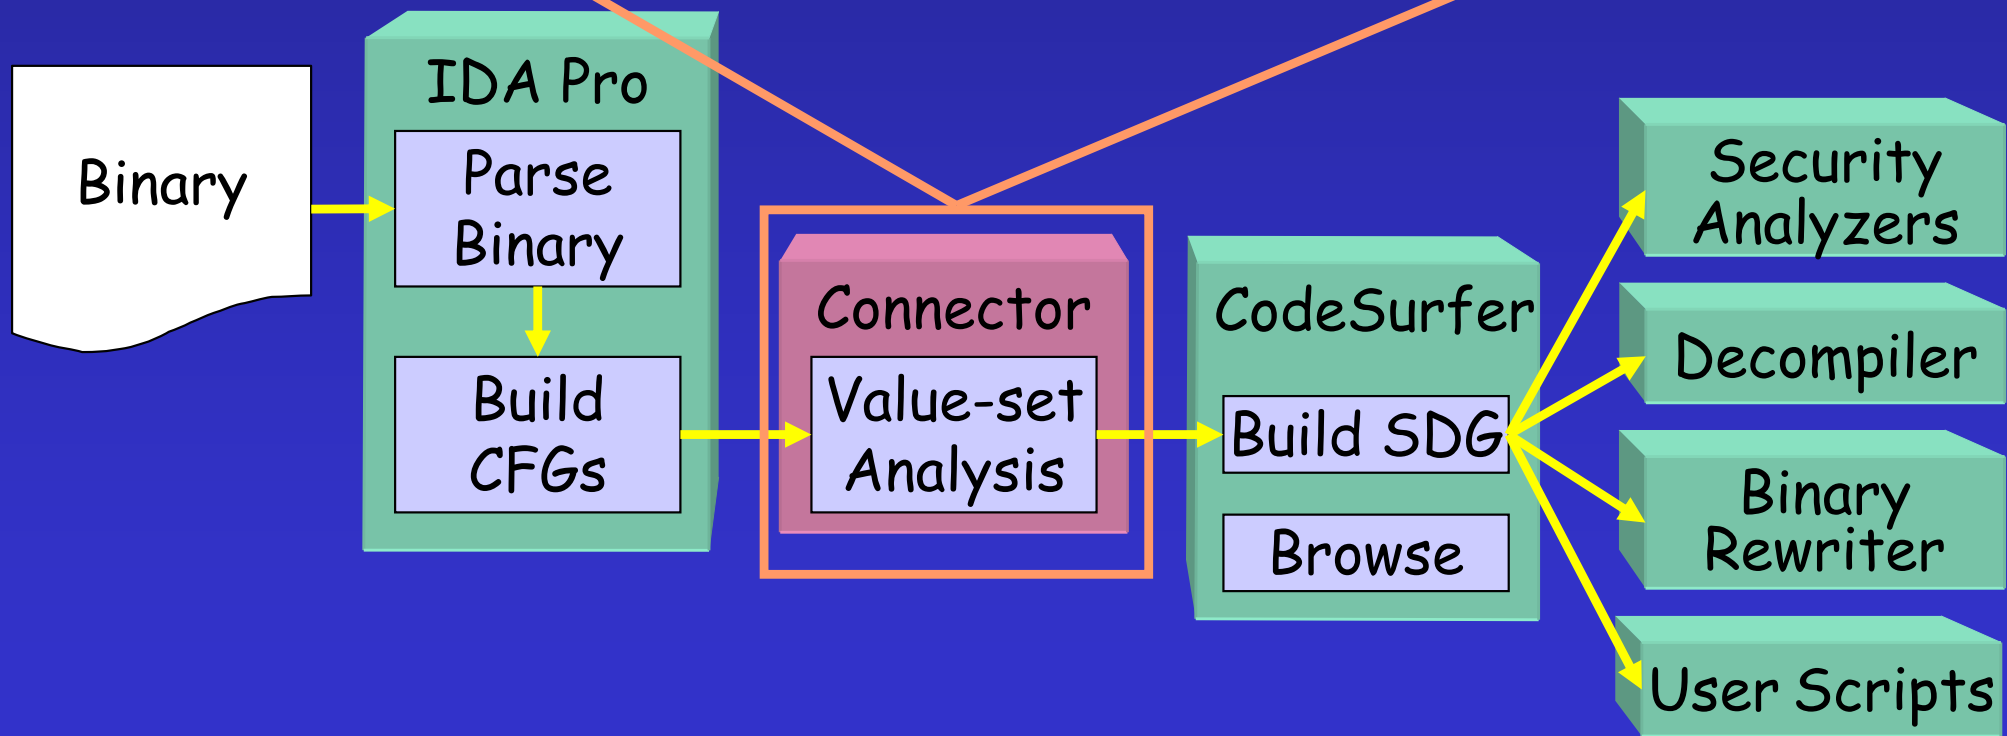 Binary
IDA Pro
Parse
Binary
Build
CFGs
Connector
Value-set
Analysis
CodeSurfer
Build SDG
Browse
Security
Analyzers
Decompiler
Binary
Rewriter
User Scripts